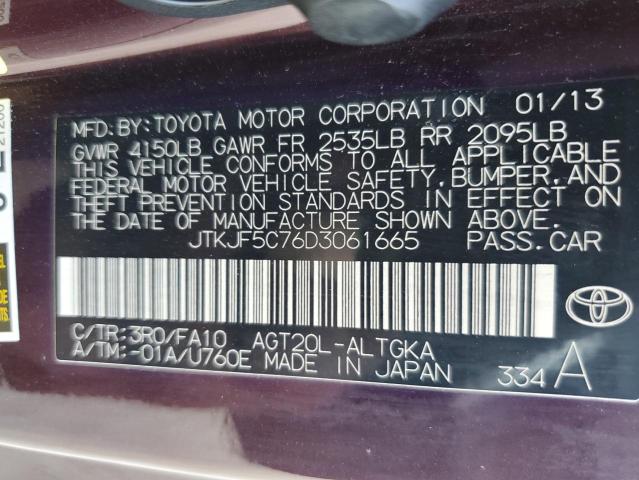 MFD. BY: TOYOTA MOTOR CORPORATION 01/13
GVWR 4150LB GAWR FR 2535LB RR 2095LB
THIS VEHICLE CONFORMS TO ALL APPLICABLE
FEDERAL MOTOR VEHICLE SAFETY, BUMPER, AND
THEFT PREVENTION STANDARDS IN EFFECT ON
THE DATE OF MANUFACTURE SHOWN ABOVE.
JTKJF5C76D3061665 PASS. CAR
C/TR: 3R0/FA10 AGT20L-ALTGKA
A/TM: -01A/U760E MADE IN JAPAN 334 A